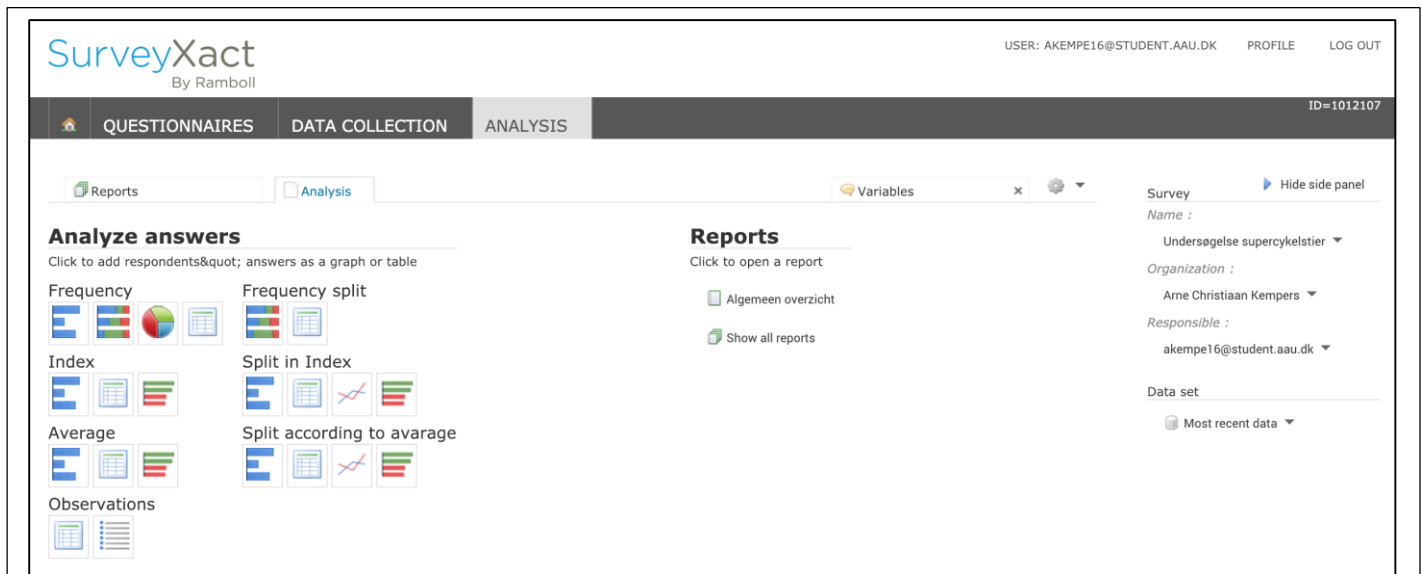 SurveyXact
By Ramboll
USER: AKEMPE16@STUDENT.AAU.DK PROFILE LOG OUT
ID=1012107
QUESTIONNAIRES DATA COLLECTION ANALYSIS
Reports Analysis Variables
Hide side panel
Survey
Name :
Undersøgelse supercykelstier
Organization :
Arne Christiaan Kempers
Responsible :
akempe16@student.aau.dk
Data set
Most recent data
Analyze answers
Click to add respondents&quot; answers as a graph or table
Frequency Frequency split
Index Split in Index
Average Split according to avarage
Observations
Reports
Click to open a report
Algemeen overzicht
Show all reports